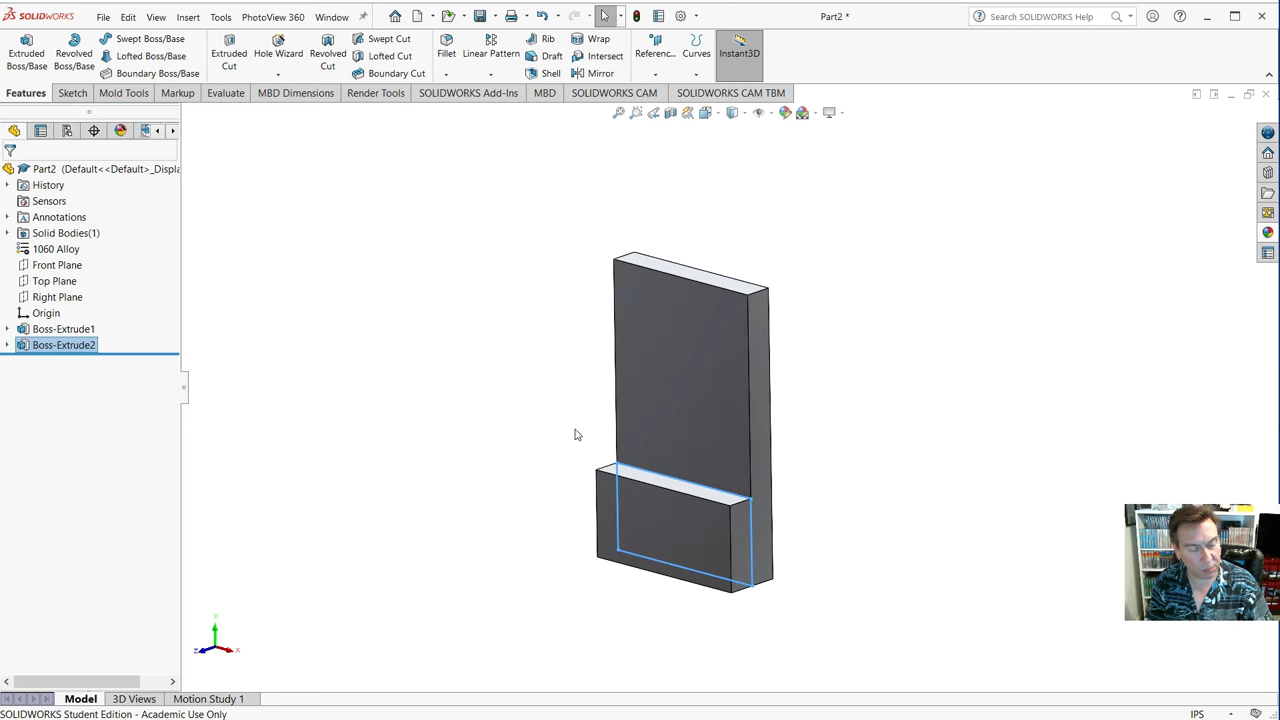 SOLIDWORKS File Edit View Insert Tools PhotoView 360 Window Part2 * Search SOLIDWORKS Help
Extruded Boss/Base Revolved Boss/Base Swept Boss/Base Lofted Boss/Base Boundary Boss/Base Extruded Cut Hole Wizard Revolved Cut Swept Cut Lofted Cut Boundary Cut Fillet Linear Pattern Rib Draft Shell Wrap Intersect Mirror Referenc... Curves Instant3D
Features Sketch Mold Tools Markup Evaluate MBD Dimensions Render Tools SOLIDWORKS Add-Ins MBD SOLIDWORKS CAM SOLIDWORKS CAM TBM
Part2 (Default<<Default>_Displa
History
Sensors
Annotations
Solid Bodies(1)
1060 Alloy
Front Plane
Top Plane
Right Plane
Origin
Boss-Extrude1
Boss-Extrude2
Y
Z X
Model 3D Views Motion Study 1
SOLIDWORKS Student Edition - Academic Use Only IPS